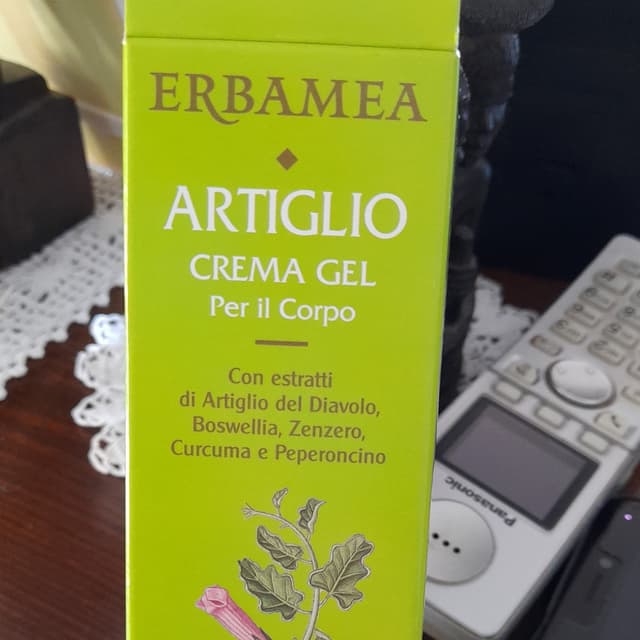 ERBAMEA
ARTIGLIO
CREMA GEL
Per il Corpo
Con estratti
di Artiglio del Diavolo,
Boswellia, Zenzero,
Curcuma e Peperoncino
Panasonic